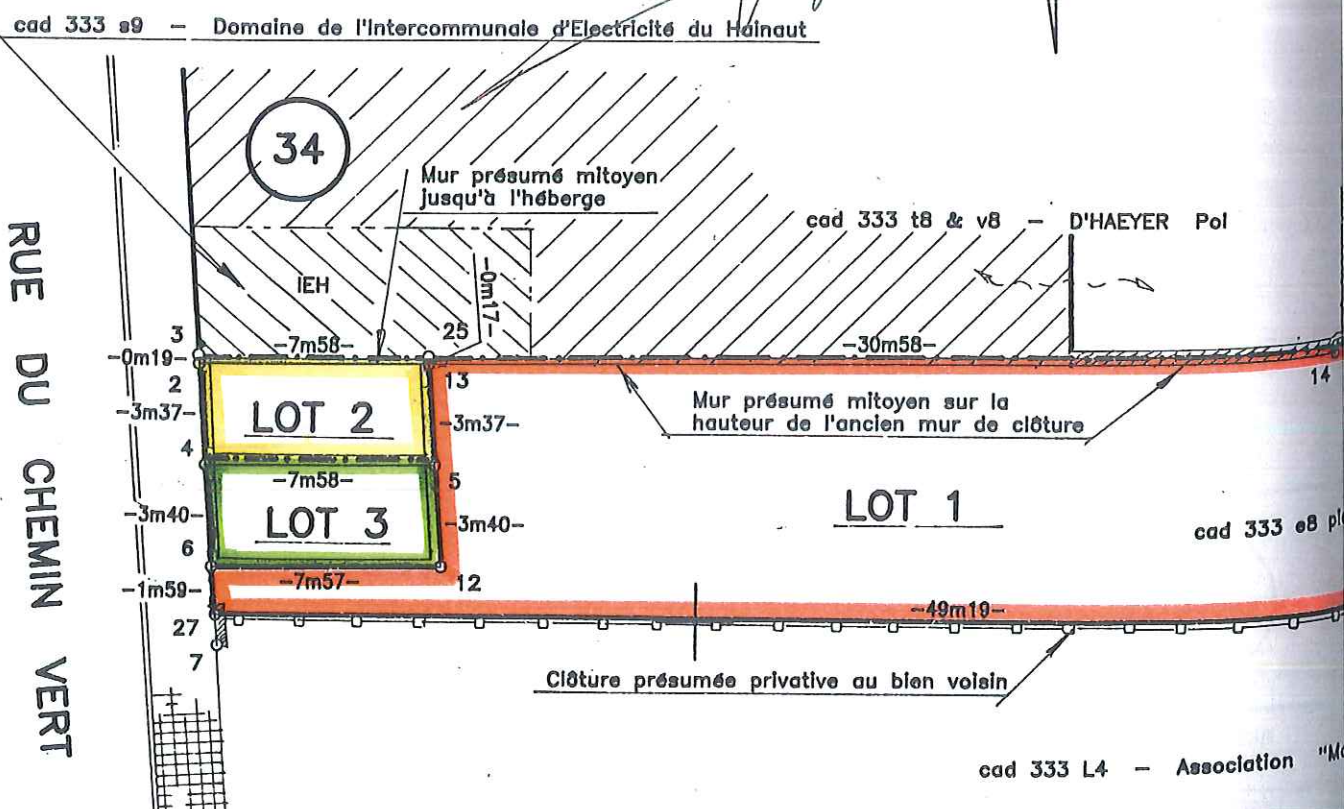 cad 333 s9 - Domaine de l'Intercommunale d'Electricité du Hainaut
34
Mur présumé mitoyen
jusqu'à l'héberge
cad 333 t8 & v8 - D'HAEYER Pol
IEH
-0m17-
3
-7m58-
25
-30m58-
-0m19-
2
13
14
-3m37-
LOT 2
-3m37-
Mur présumé mitoyen sur la
hauteur de l'ancien mur de clôture
4
-7m58-
5
-3m40-
LOT 3
-3m40-
LOT 1
cad 333 e8
6
-7m57-
12
-1m59-
-49m19-
27
7
Clôture présumée privative au bien voisin
cad 333 L4 - Association
RUE DU CHEMIN VERT